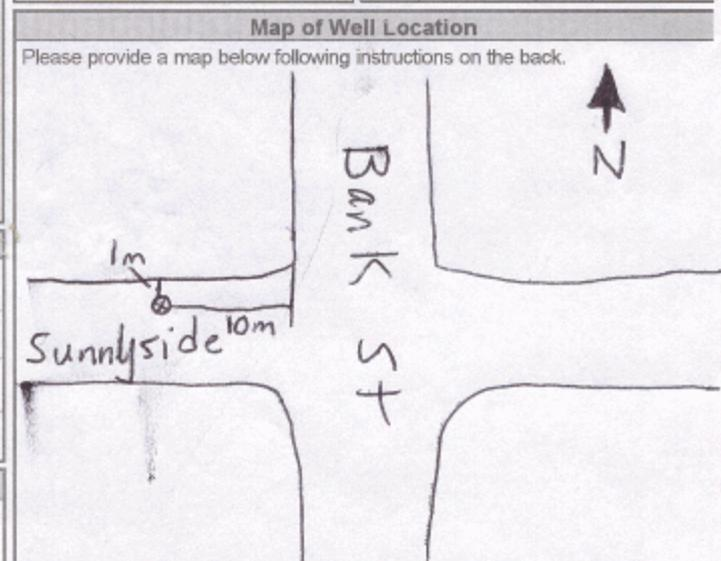 Map of Well Location
Please provide a map below following instructions on the back.
N
Bank St
1m
10m
Sunnyside